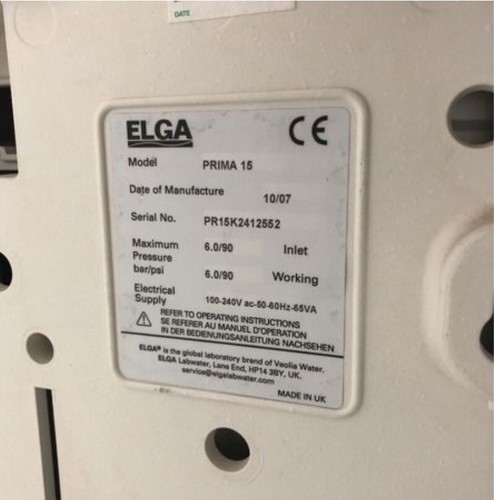 DATE
ELGA CE
Model PRIMA 15
Date of Manufacture 10/07
Serial No. PR15K2412552
Maximum 6.0/90 Inlet
Pressure
bar/psi 6.0/90 Working
Electrical
Supply 100-240V ac-50-60Hz-65VA
REFER TO OPERATING INSTRUCTIONS
SE REFERER AU MANUEL D'OPERATION
IN DER BEDIENUNGSANLEITUNG NACHSEHEN
ELGA® is the global laboratory brand of Veolia Water.
ELGA Labwater, Lane End, HP14 3BY, UK.
service@elgalabwater.com
MADE IN UK